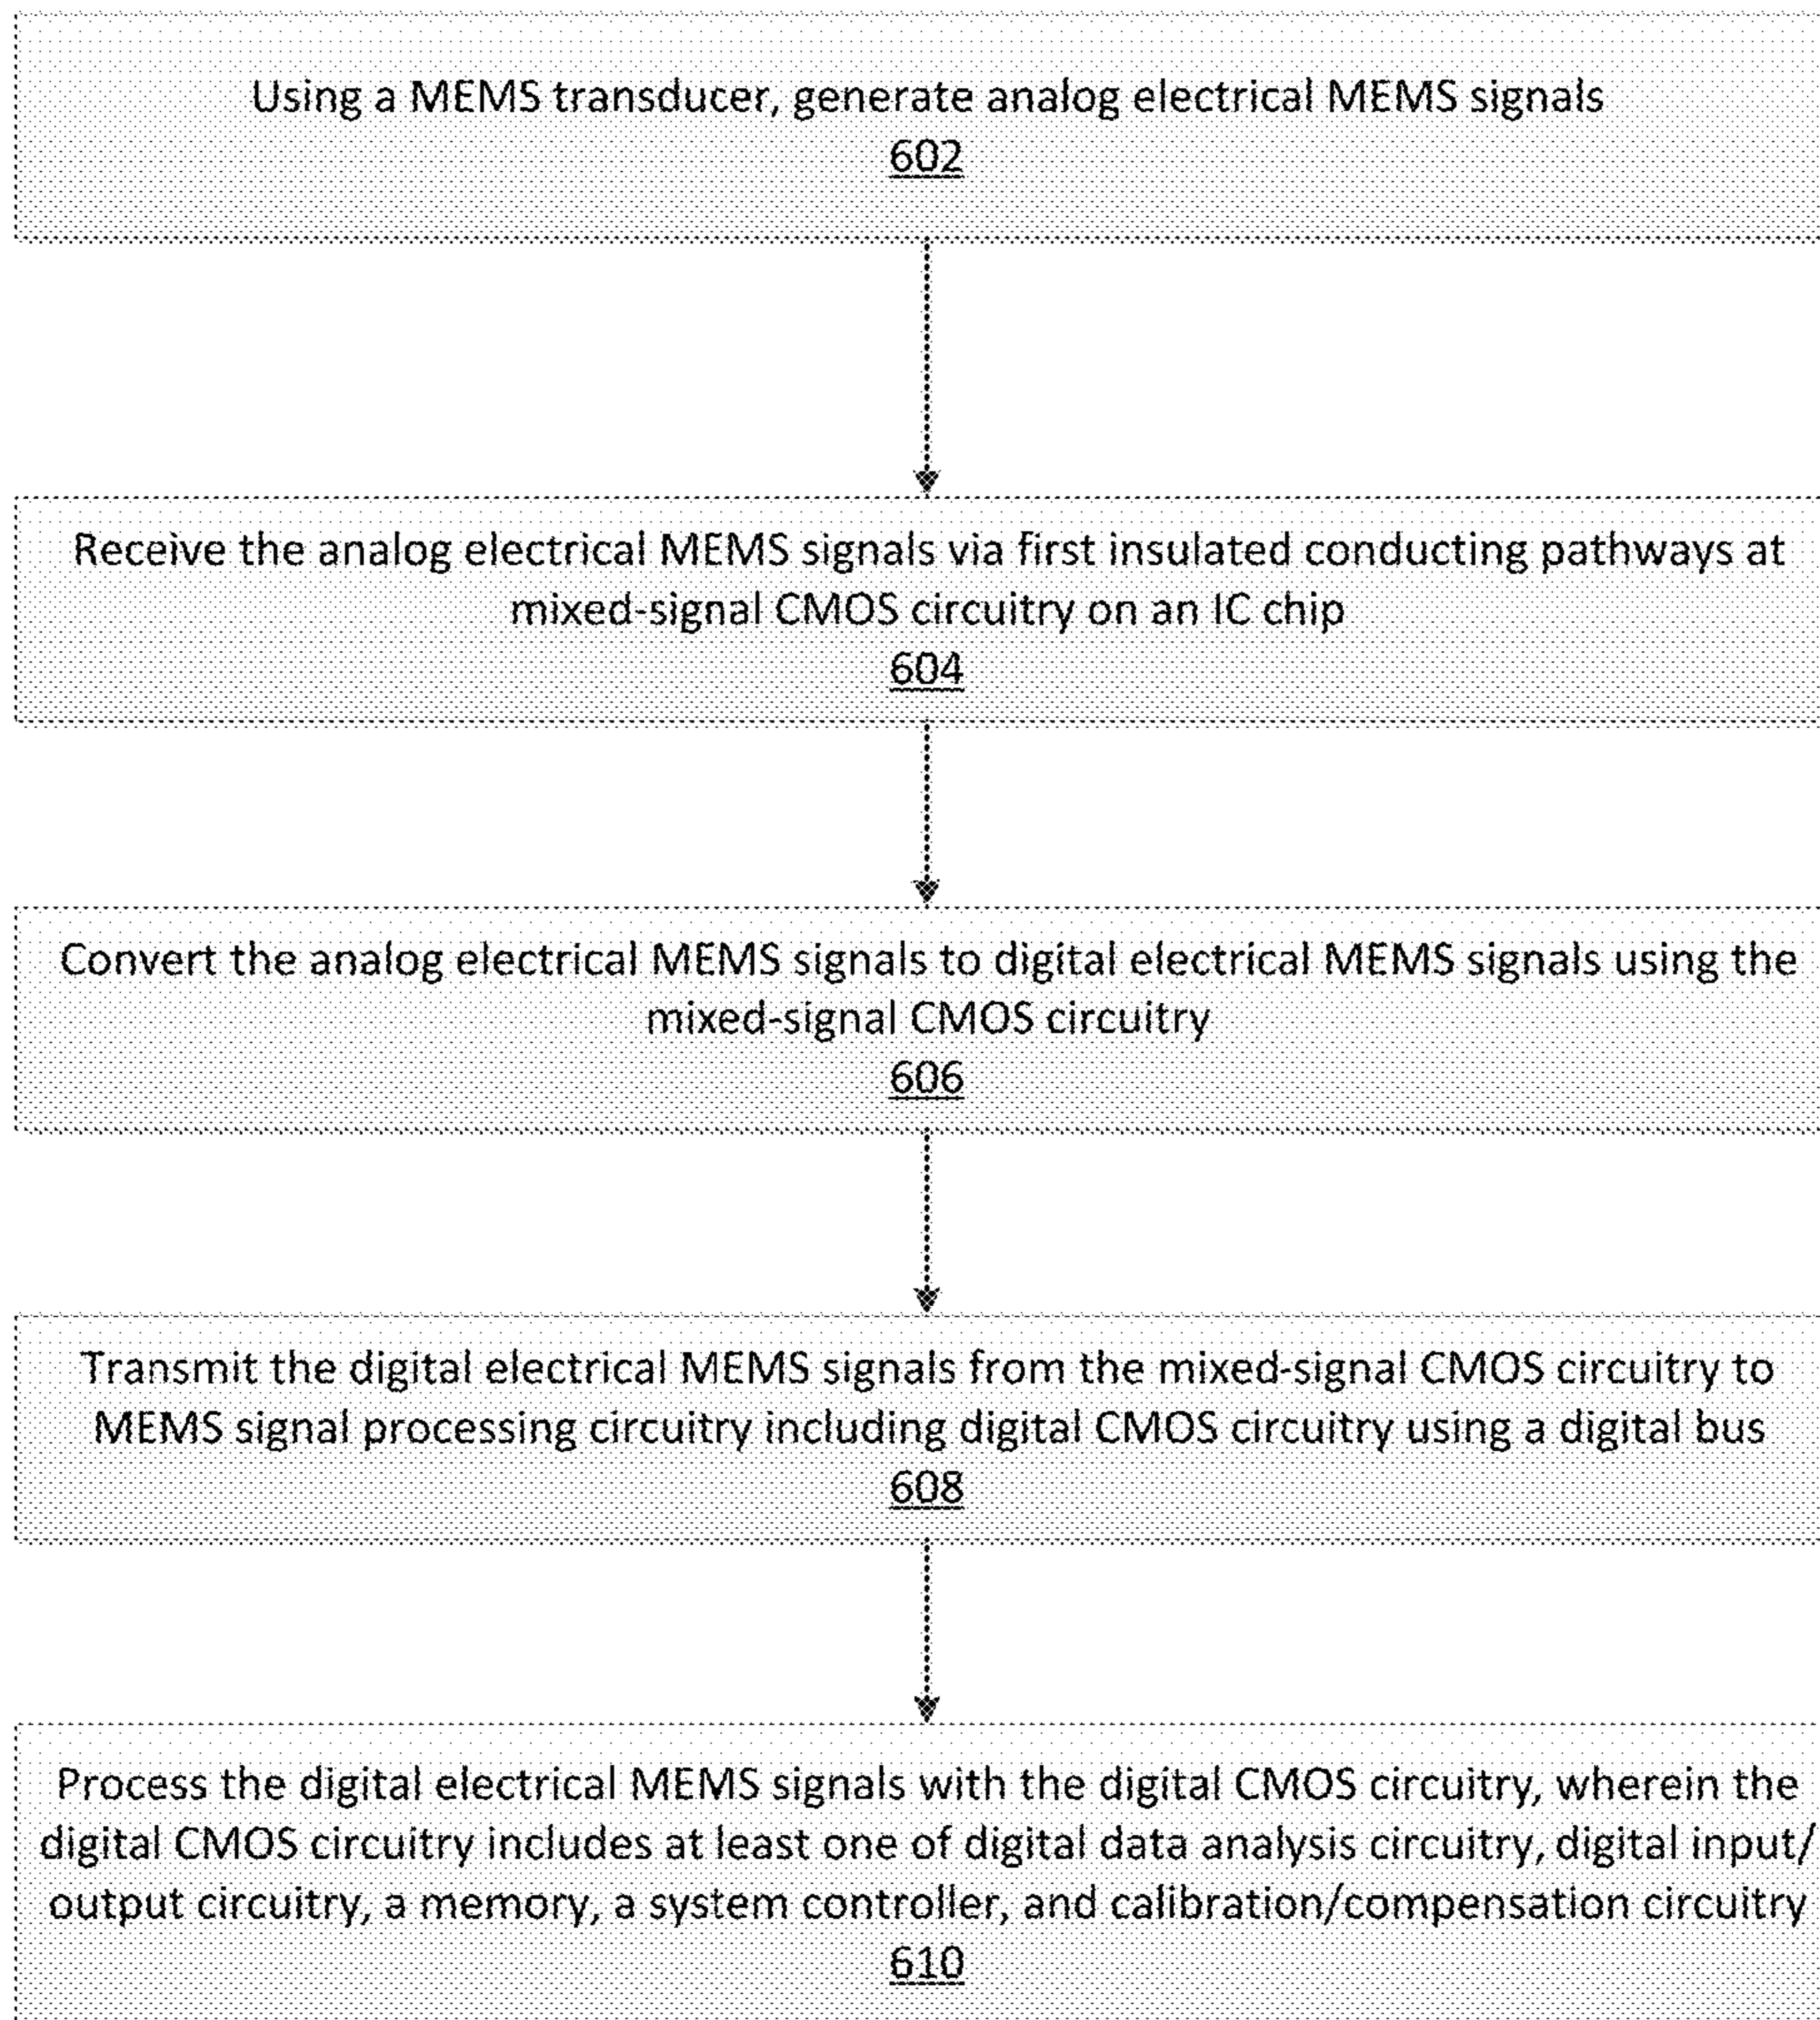 Using a MEMS transducer, generate analog electrical MEMS signals
602
Receive the analog electrical MEMS signals via first insulated conducting pathways at
mixed-signal CMOS circuitry on an IC chip
604
Convert the analog electrical MEMS signals to digital electrical MEMS signals using the
mixed-signal CMOS circuitry
606
Transmit the digital electrical MEMS signals from the mixed-signal CMOS circuitry to
MEMS signal processing circuitry including digital CMOS circuitry using a digital bus
608
Process the digital electrical MEMS signals with the digital CMOS circuitry, wherein the
digital CMOS circuitry includes at least one of digital data analysis circuitry, digital input/
output circuitry, a memory, a system controller, and calibration/compensation circuitry
610